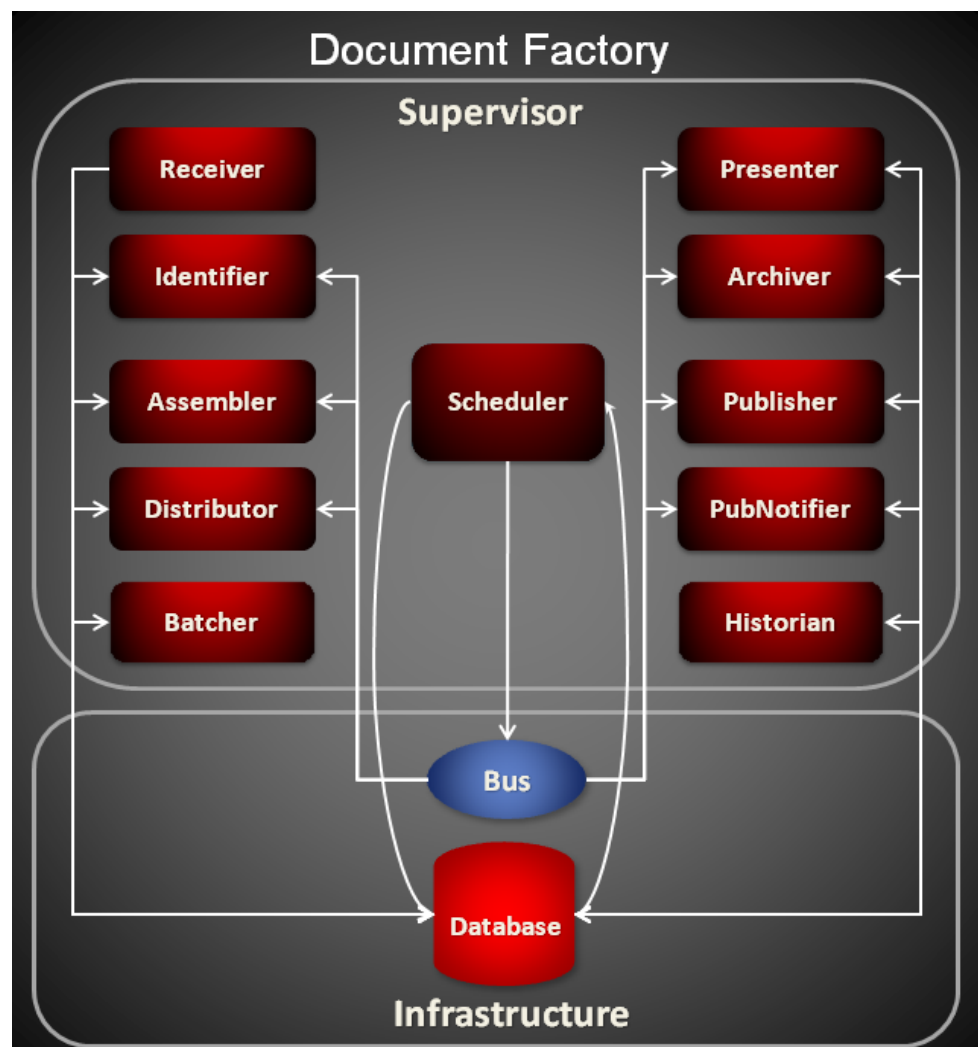 Document Factory
Supervisor
Receiver
Presenter
Identifier
Archiver
Assembler
Scheduler
Publisher
Distributor
PubNotifier
Batcher
Historian
Bus
Database
Infrastructure